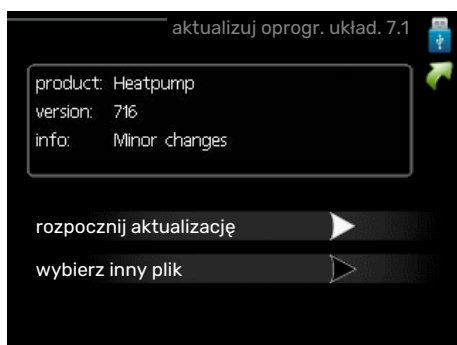 aktualizuj oprogr. układ. 7.1
product: Heatpump
version: 716
info: Minor changes
rozpocznij aktualizację
wybierz inny plik